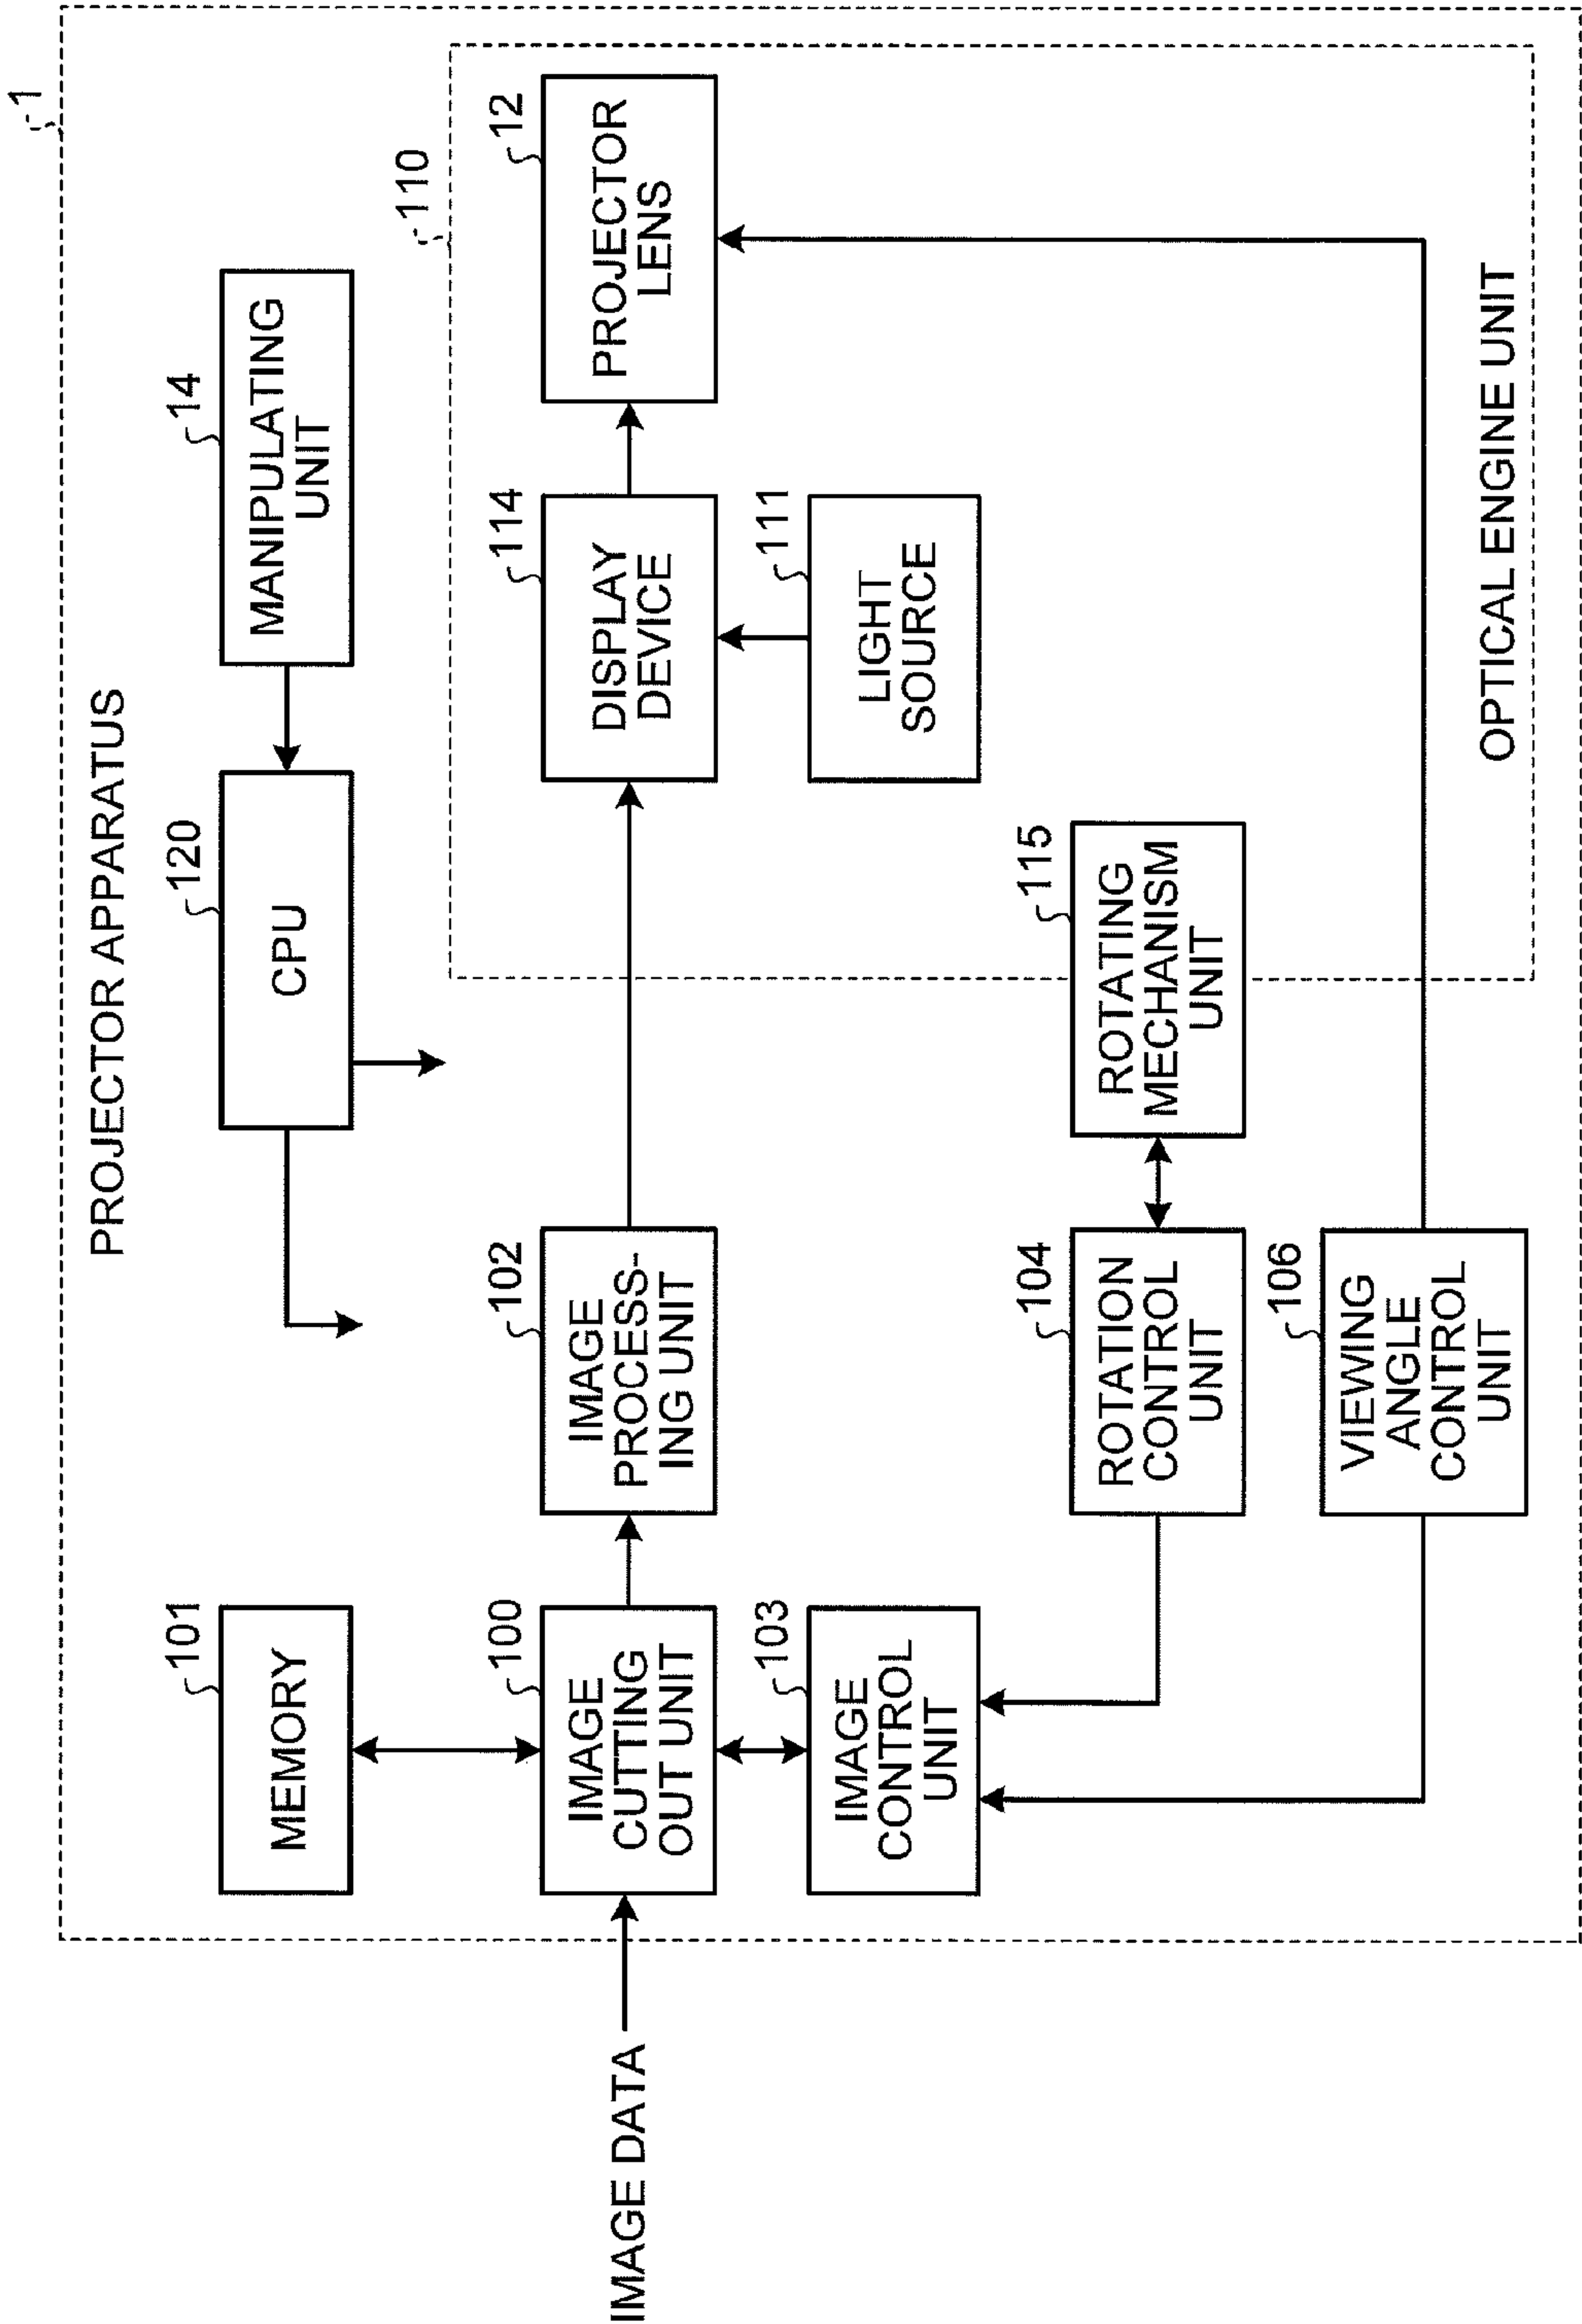 1
PROJECTOR APPARATUS
101
MEMORY
120
CPU
14
MANIPULATING
UNIT
110
IMAGE DATA
100
IMAGE
CUTTING
OUT UNIT
102
IMAGE
PROCESS-
ING UNIT
114
DISPLAY
DEVICE
12
PROJECTOR
LENS
103
IMAGE
CONTROL
UNIT
111
LIGHT
SOURCE
104
ROTATION
CONTROL
UNIT
115
ROTATING
MECHANISM
UNIT
106
VIEWING
ANGLE
CONTROL
UNIT
OPTICAL ENGINE UNIT